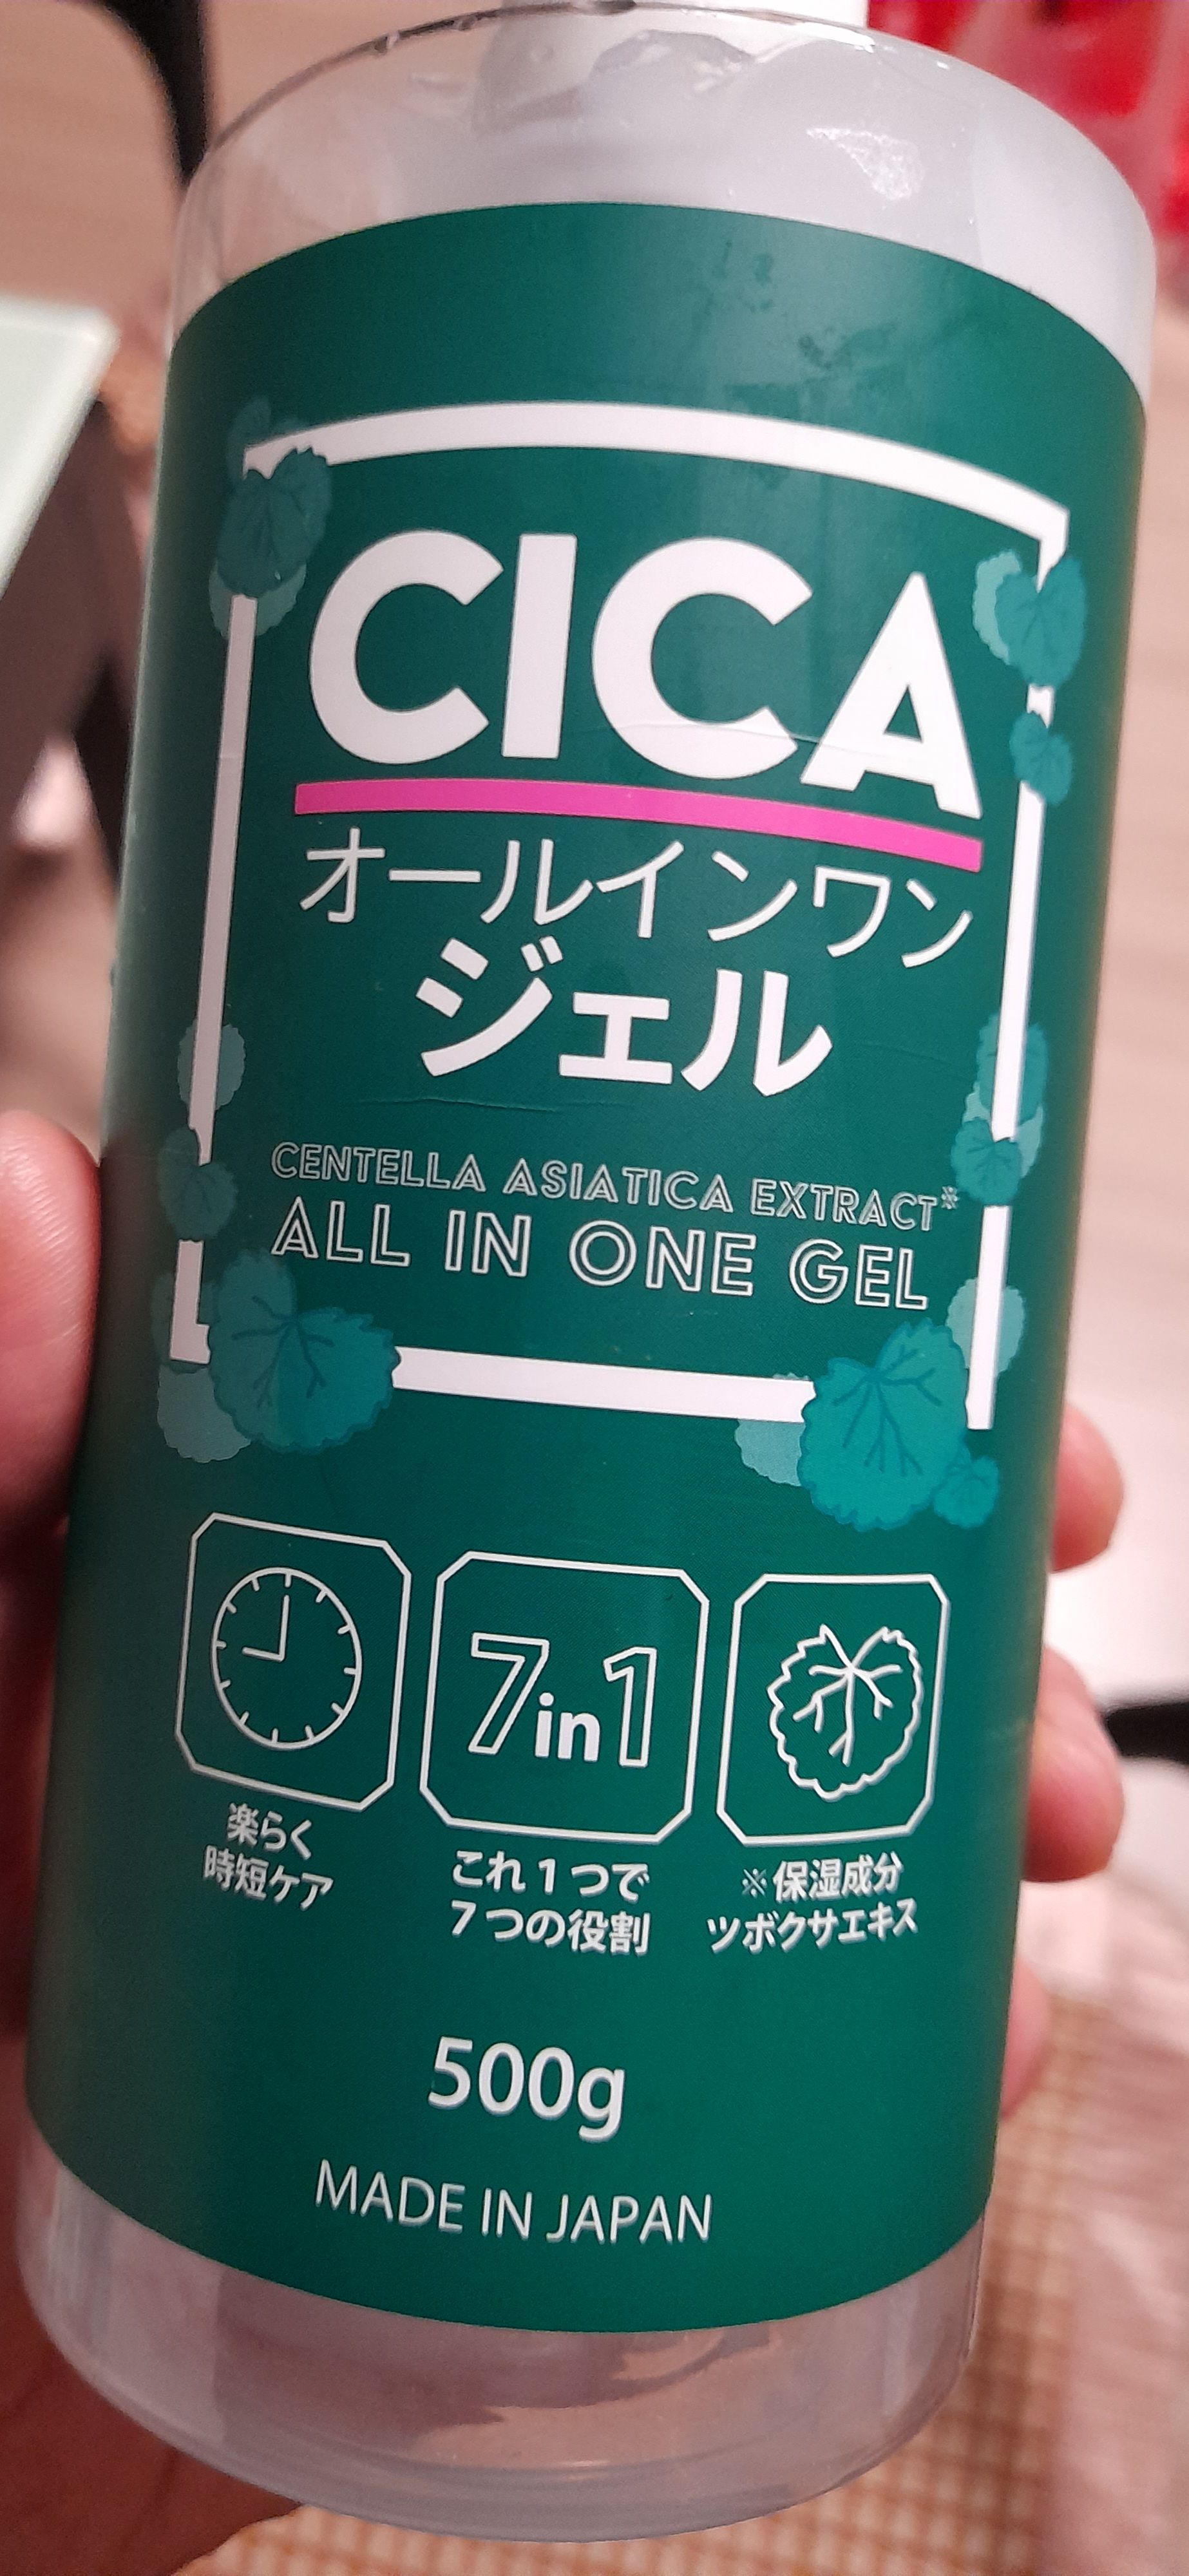 CICA
オールインワン
ジェル
CENTELLA ASIATICA EXTRACT※
ALL IN ONE GEL
楽らく
時短ケア
7in1
これ1つで
7つの役割
※保湿成分
ツボクサエキス
500g
MADE IN JAPAN